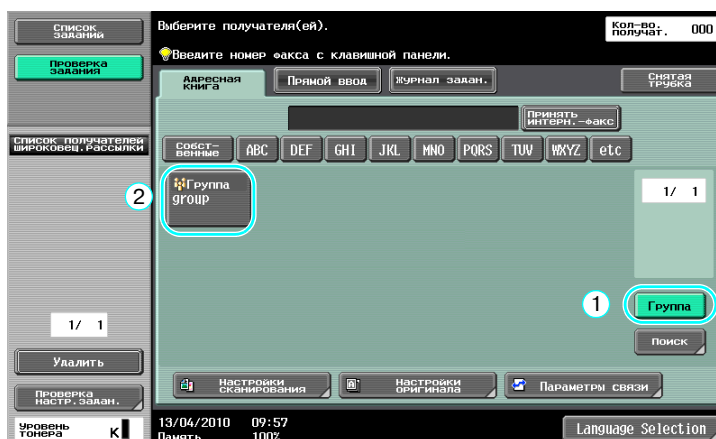 Список
заданий
Проверка
задания
Список получателей
широковещ.рассылки
1/ 1
Удалить
Проверка
настр.задан.
Уровень
тонера
K
Выберите получателя(ей).
Кол-во.
получат.
000
Введите номер факса с клавишной панели.
Адресная
книга
Прямой ввод
Журнал задан.
Снятая
трубка
Принять
интерн.-факс
Собст-
венные
ABC
DEF
GHI
JKL
MNO
PQRS
TUV
WXYZ
etc
2
Группа
group
1/ 1
1
Группа
Поиск
Настройки
сканирования
Настройки
оригинала
Параметры связи
13/04/2010 09:57
Память 100%
Language Selection